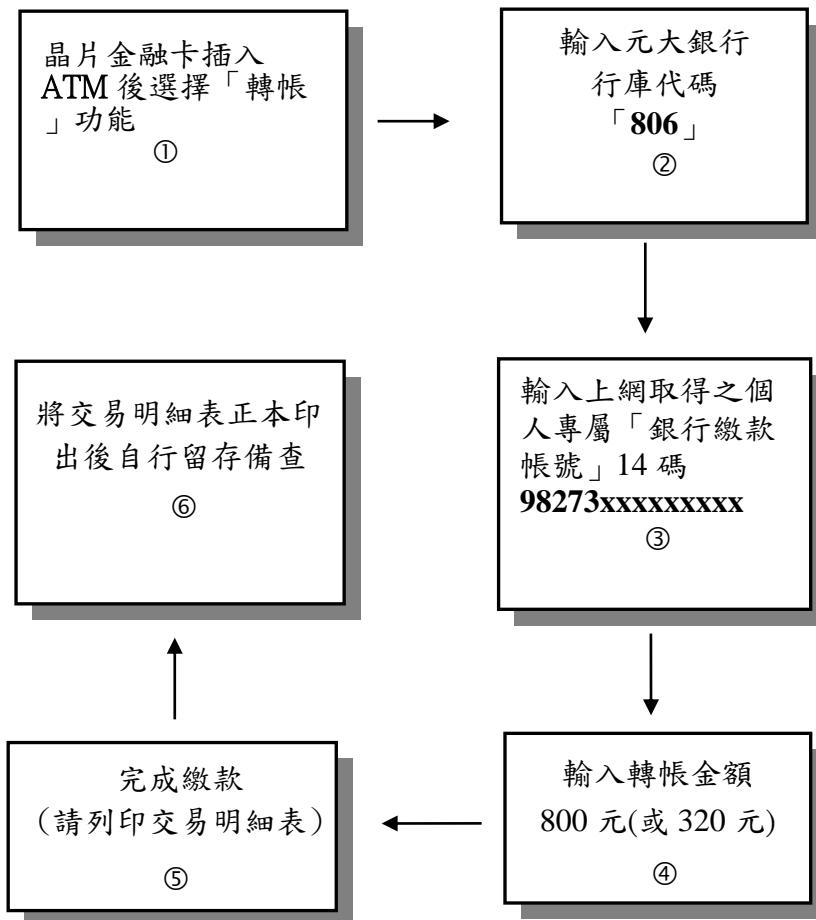 晶片金融卡插入
ATM 後選擇「轉帳
」功能
①
輸入元大銀行
行庫代碼
「806」
②
輸入上網取得之個
人專屬「銀行繳款
帳號」14 碼
98273xxxxxxxxx
③
輸入轉帳金額
800 元(或 320 元)
④
完成繳款
（請列印交易明細表）
⑤
將交易明細表正本印
出後自行留存備查
⑥